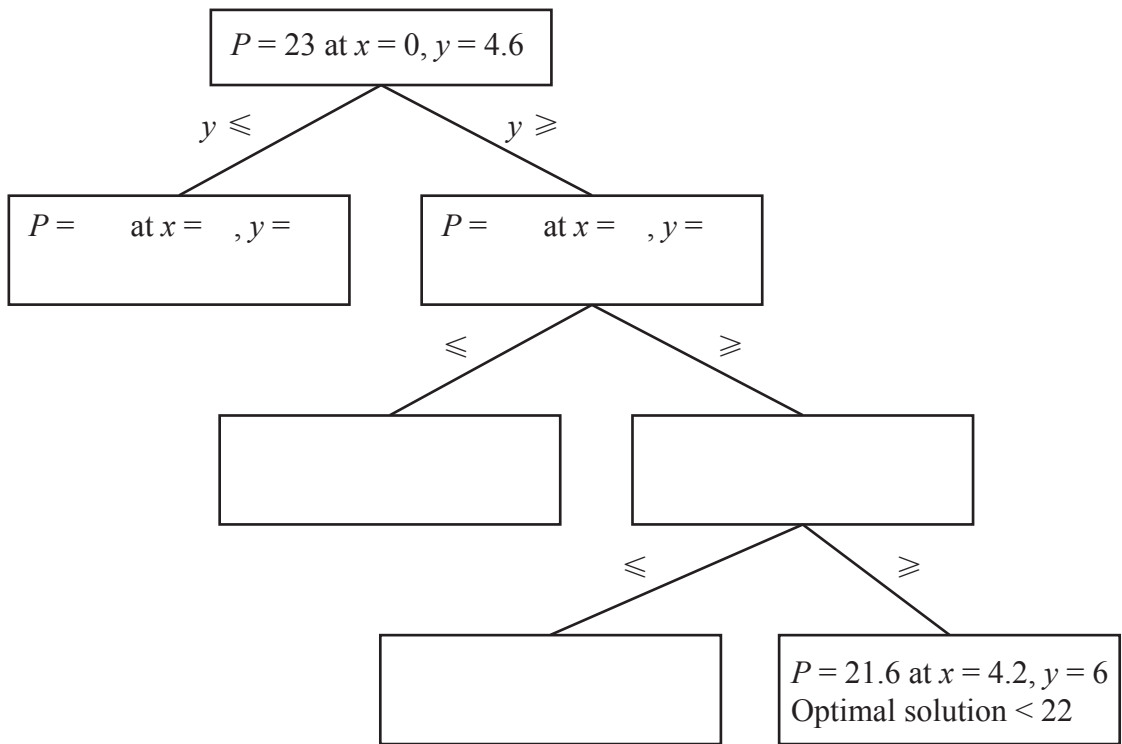 P = 23 at x = 0, y = 4.6
y ⩽
y ⩾
P = at x = , y =
P = at x = , y =
⩽
⩾
⩽
⩾
P = 21.6 at x = 4.2, y = 6
Optimal solution < 22